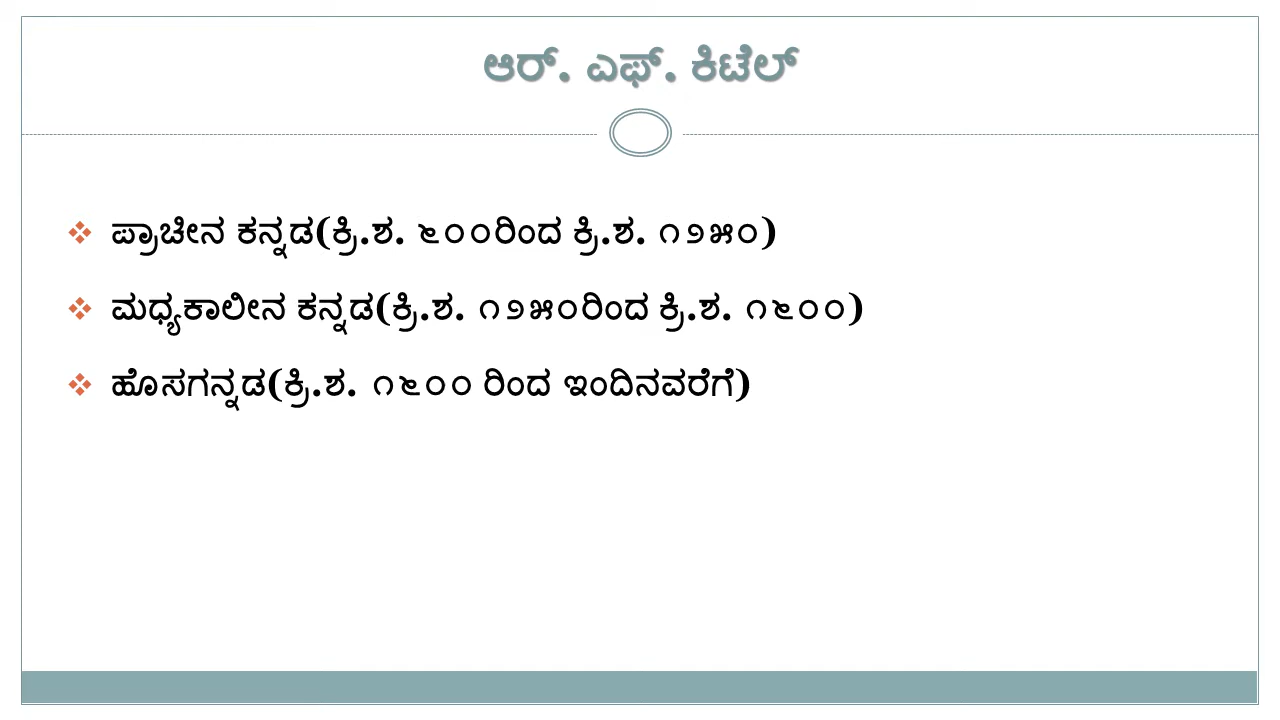 ಆರ್. ಎಫ್. ಕಿಟೆಲ್
ಪ್ರಾಚೀನ ಕನ್ನಡ(ಕ್ರಿ.ಶ. ೬೦೦ರಿಂದ ಕ್ರಿ.ಶ. ೧೨೫೦)
ಮಧ್ಯಕಾಲೀನ ಕನ್ನಡ(ಕ್ರಿ.ಶ. ೧೨೫೦ರಿಂದ ಕ್ರಿ.ಶ. ೧೬೦೦)
ಹೊಸಗನ್ನಡ(ಕ್ರಿ.ಶ. ೧೬೦೦ ರಿಂದ ಇಂದಿನವರೆಗೆ)